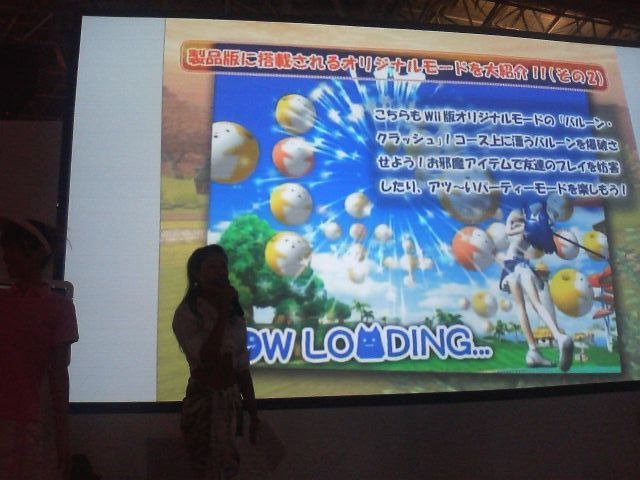 製品版に搭載されるオリジナルモードを大紹介!!(その2)
こちらもWii版オリジナルモードの「バルーン・
クラッシュ」!コース上に漂うバルーンを爆破さ
せよう!お邪魔アイテムで友達のプレイを妨害
したり、アツ〜いパーティーモードを楽しもう!
NOW LOADING...